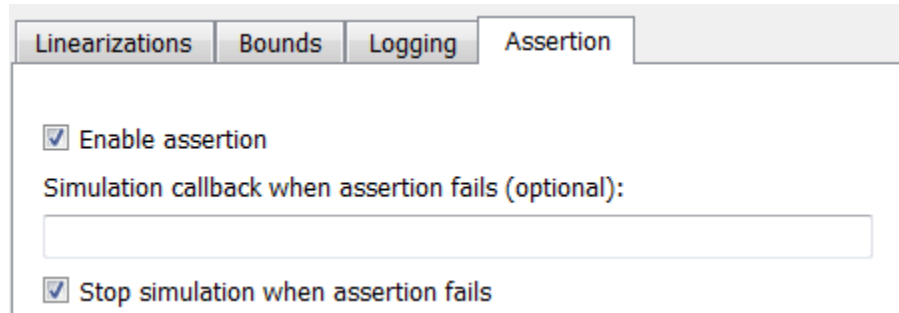 Linearizations Bounds Logging Assertion
Enable assertion
Simulation callback when assertion fails (optional):
Stop simulation when assertion fails